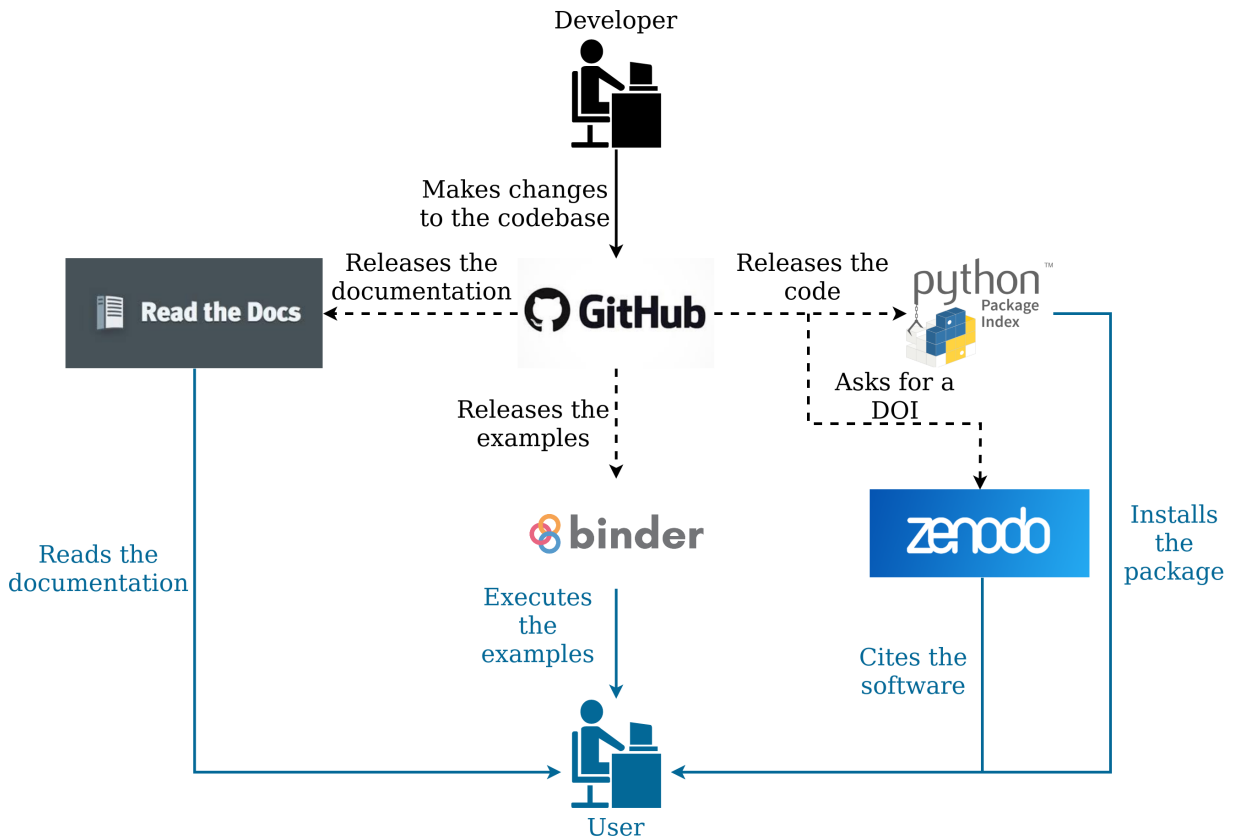 Developer
Makes changes
to the codebase
Releases the
documentation
Releases the
code
Read the Docs
GitHub
python™
Package
Index
Asks for a
DOI
Releases the
examples
zenodo
binder
Installs
the
package
Reads the
documentation
Executes
the
examples
Cites the
software
User